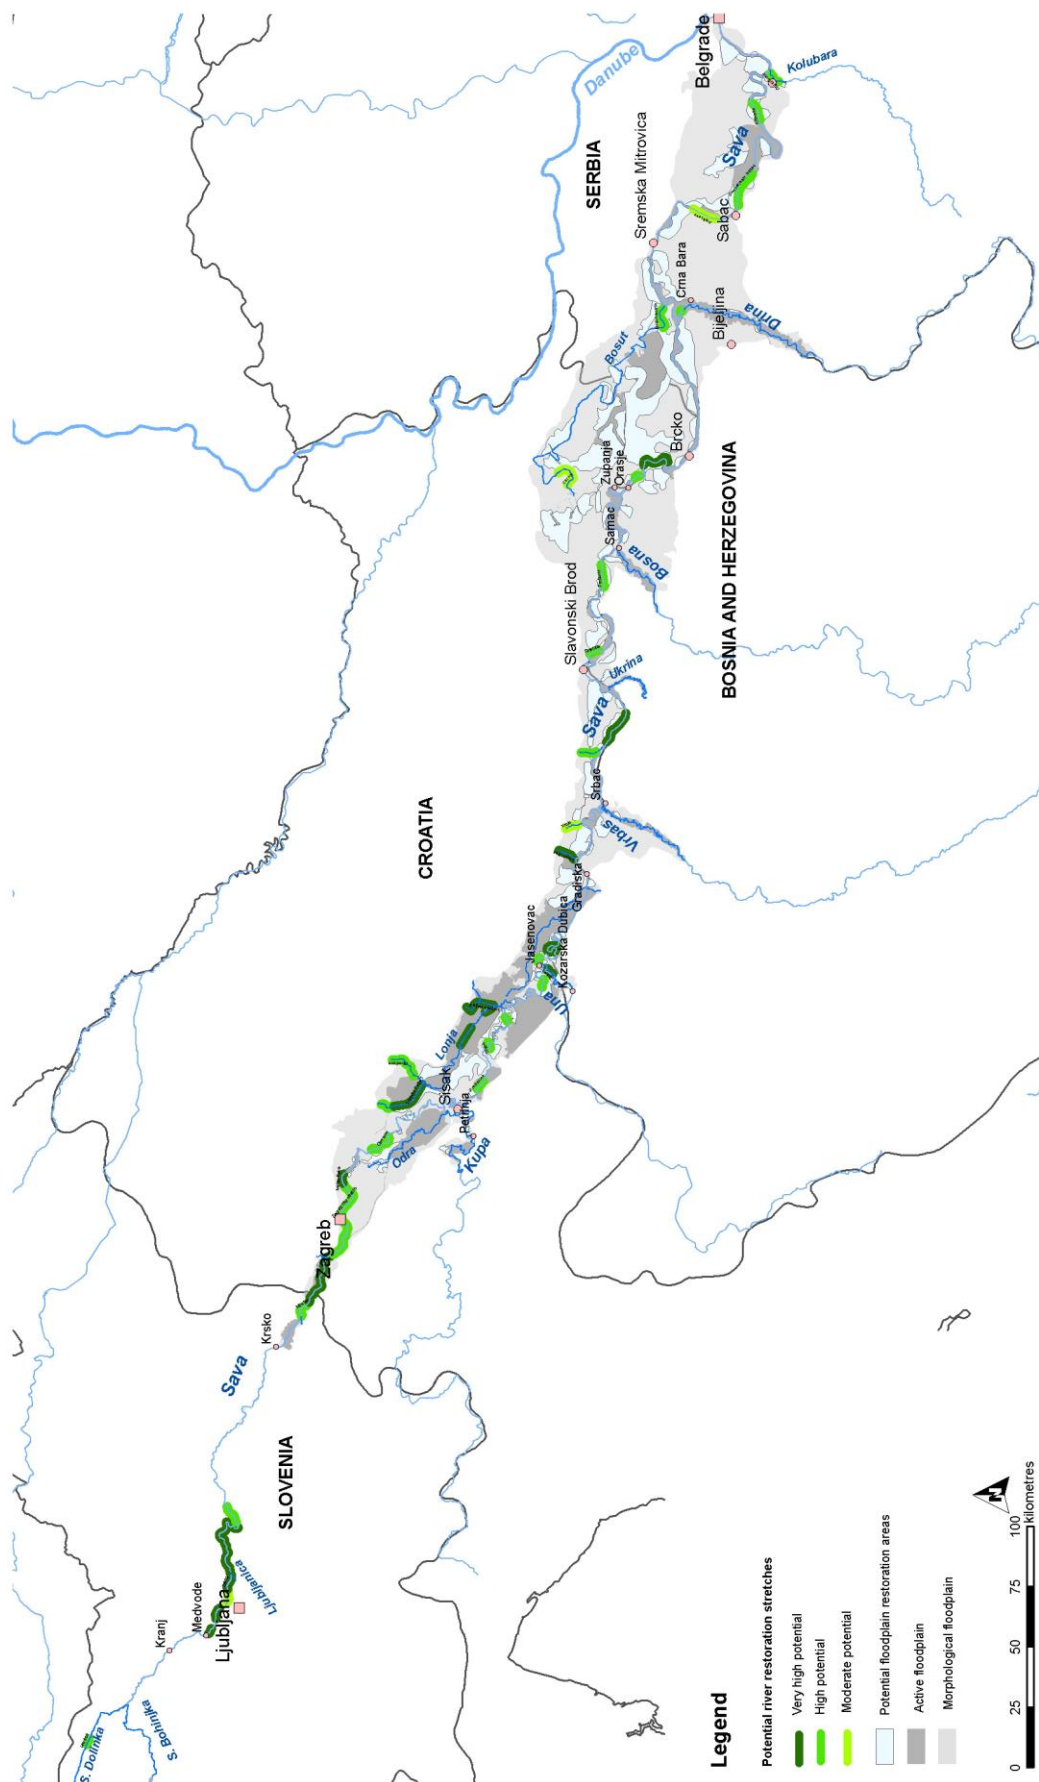 S. Dolinka
S. Bohinjka
Kranj
Medvode
Ljubljana
Ljubljanica
SLOVENIA
Sava
Krsko
Zagreb
Odra
Kupa
Petrinja
Sisak
Lonja
CROATIA
Jasenovac
Kozarska Dubica
Una
Gradiska
Vrbas
Srbac
Sava
Ukrina
Slavonski Brod
BOSNIA AND HERZEGOVINA
Bosna
Samac
Zupanja
Orasje
Brcko
Bosut
Bijeljina
Drina
Crna Bara
Sremska Mitrovica
SERBIA
Danube
Sabac
Sava
Belgrade
Kolubara
Legend
Potential river restoration stretches
Very high potential
High potential
Moderate potential
Potential floodplain restoration areas
Active floodplain
Morphological floodplain
0 25 50 75 100
kilometres
N